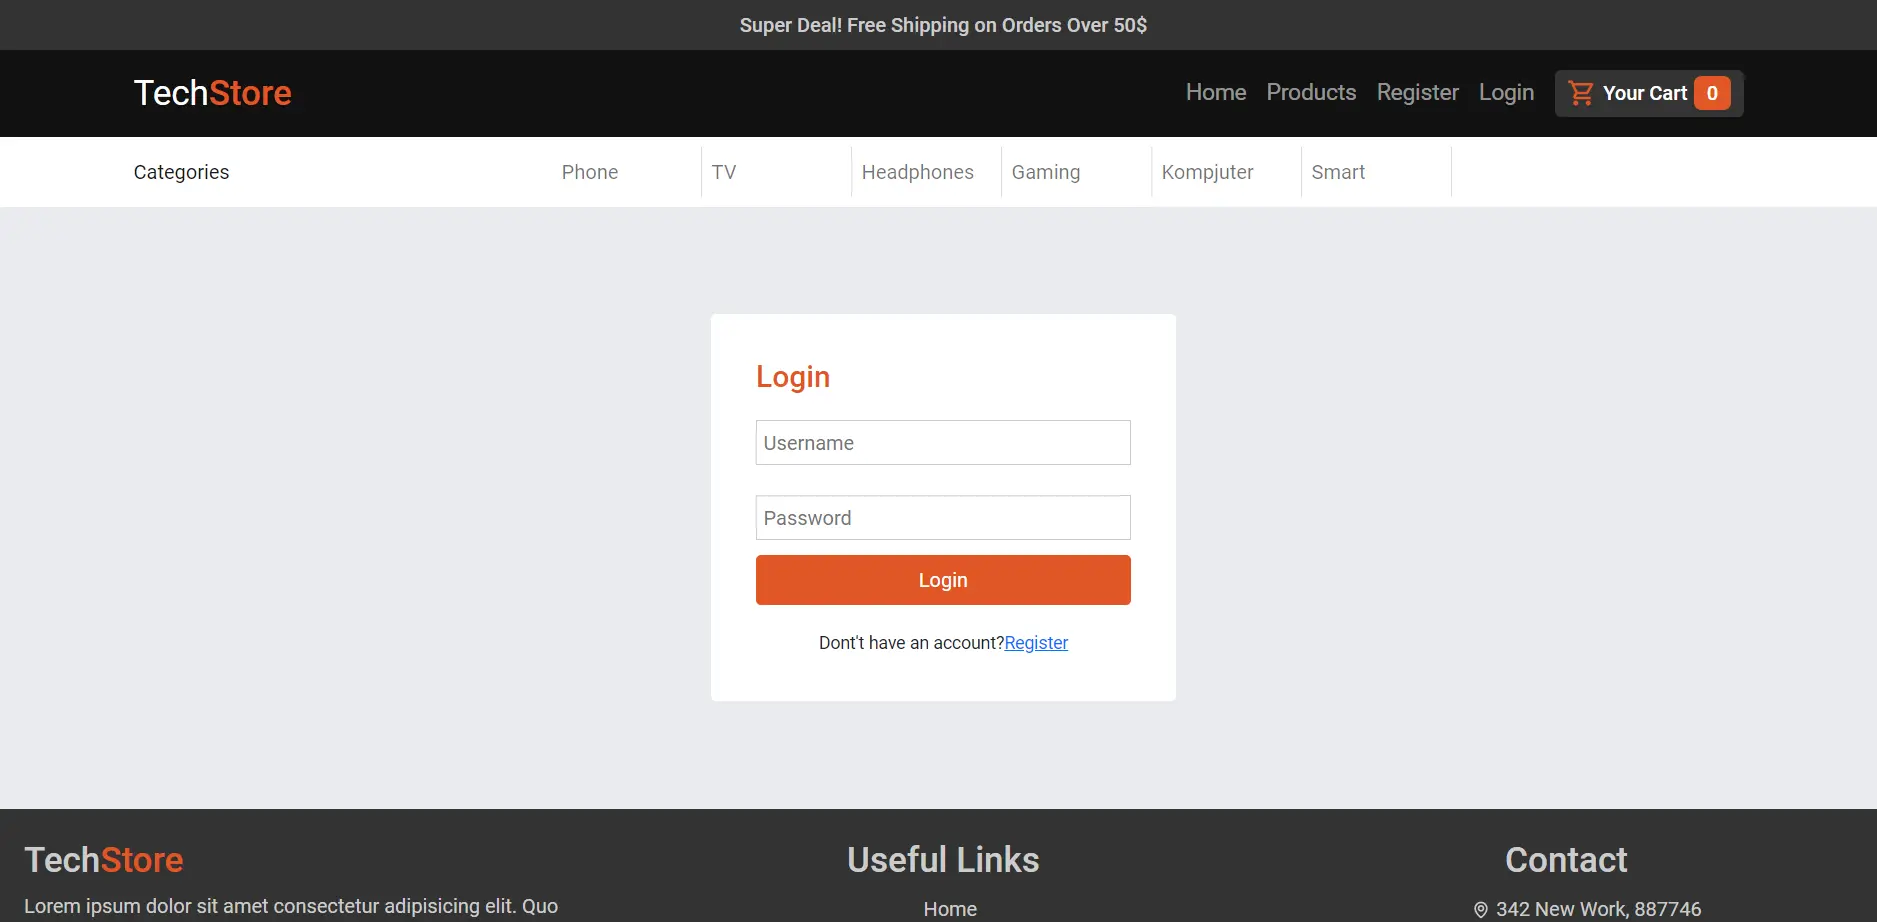 Super Deal! Free Shipping on Orders Over 50$
TechStore
Home Products Register Login Your Cart 0
Categories Phone TV Headphones Gaming Kompjuter Smart
Login
Username
Password
Login
Dont't have an account?Register
TechStore Useful Links Contact
Lorem ipsum dolor sit amet consectetur adipisicing elit. Quo
Home
342 New Work, 887746